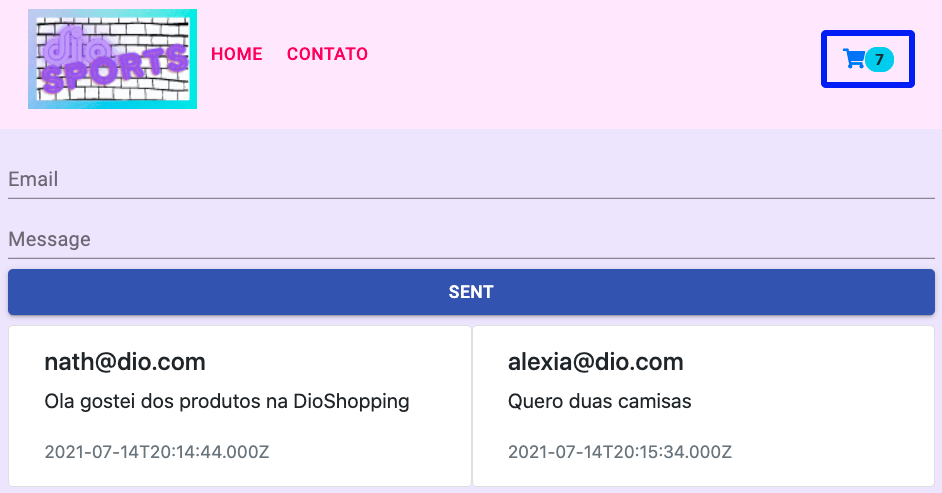 dio
SPORTS
HOME CONTATO
7
Email
Message
SENT
nath@dio.com
Ola gostei dos produtos na DioShopping
2021-07-14T20:14:44.000Z
alexia@dio.com
Quero duas camisas
2021-07-14T20:15:34.000Z